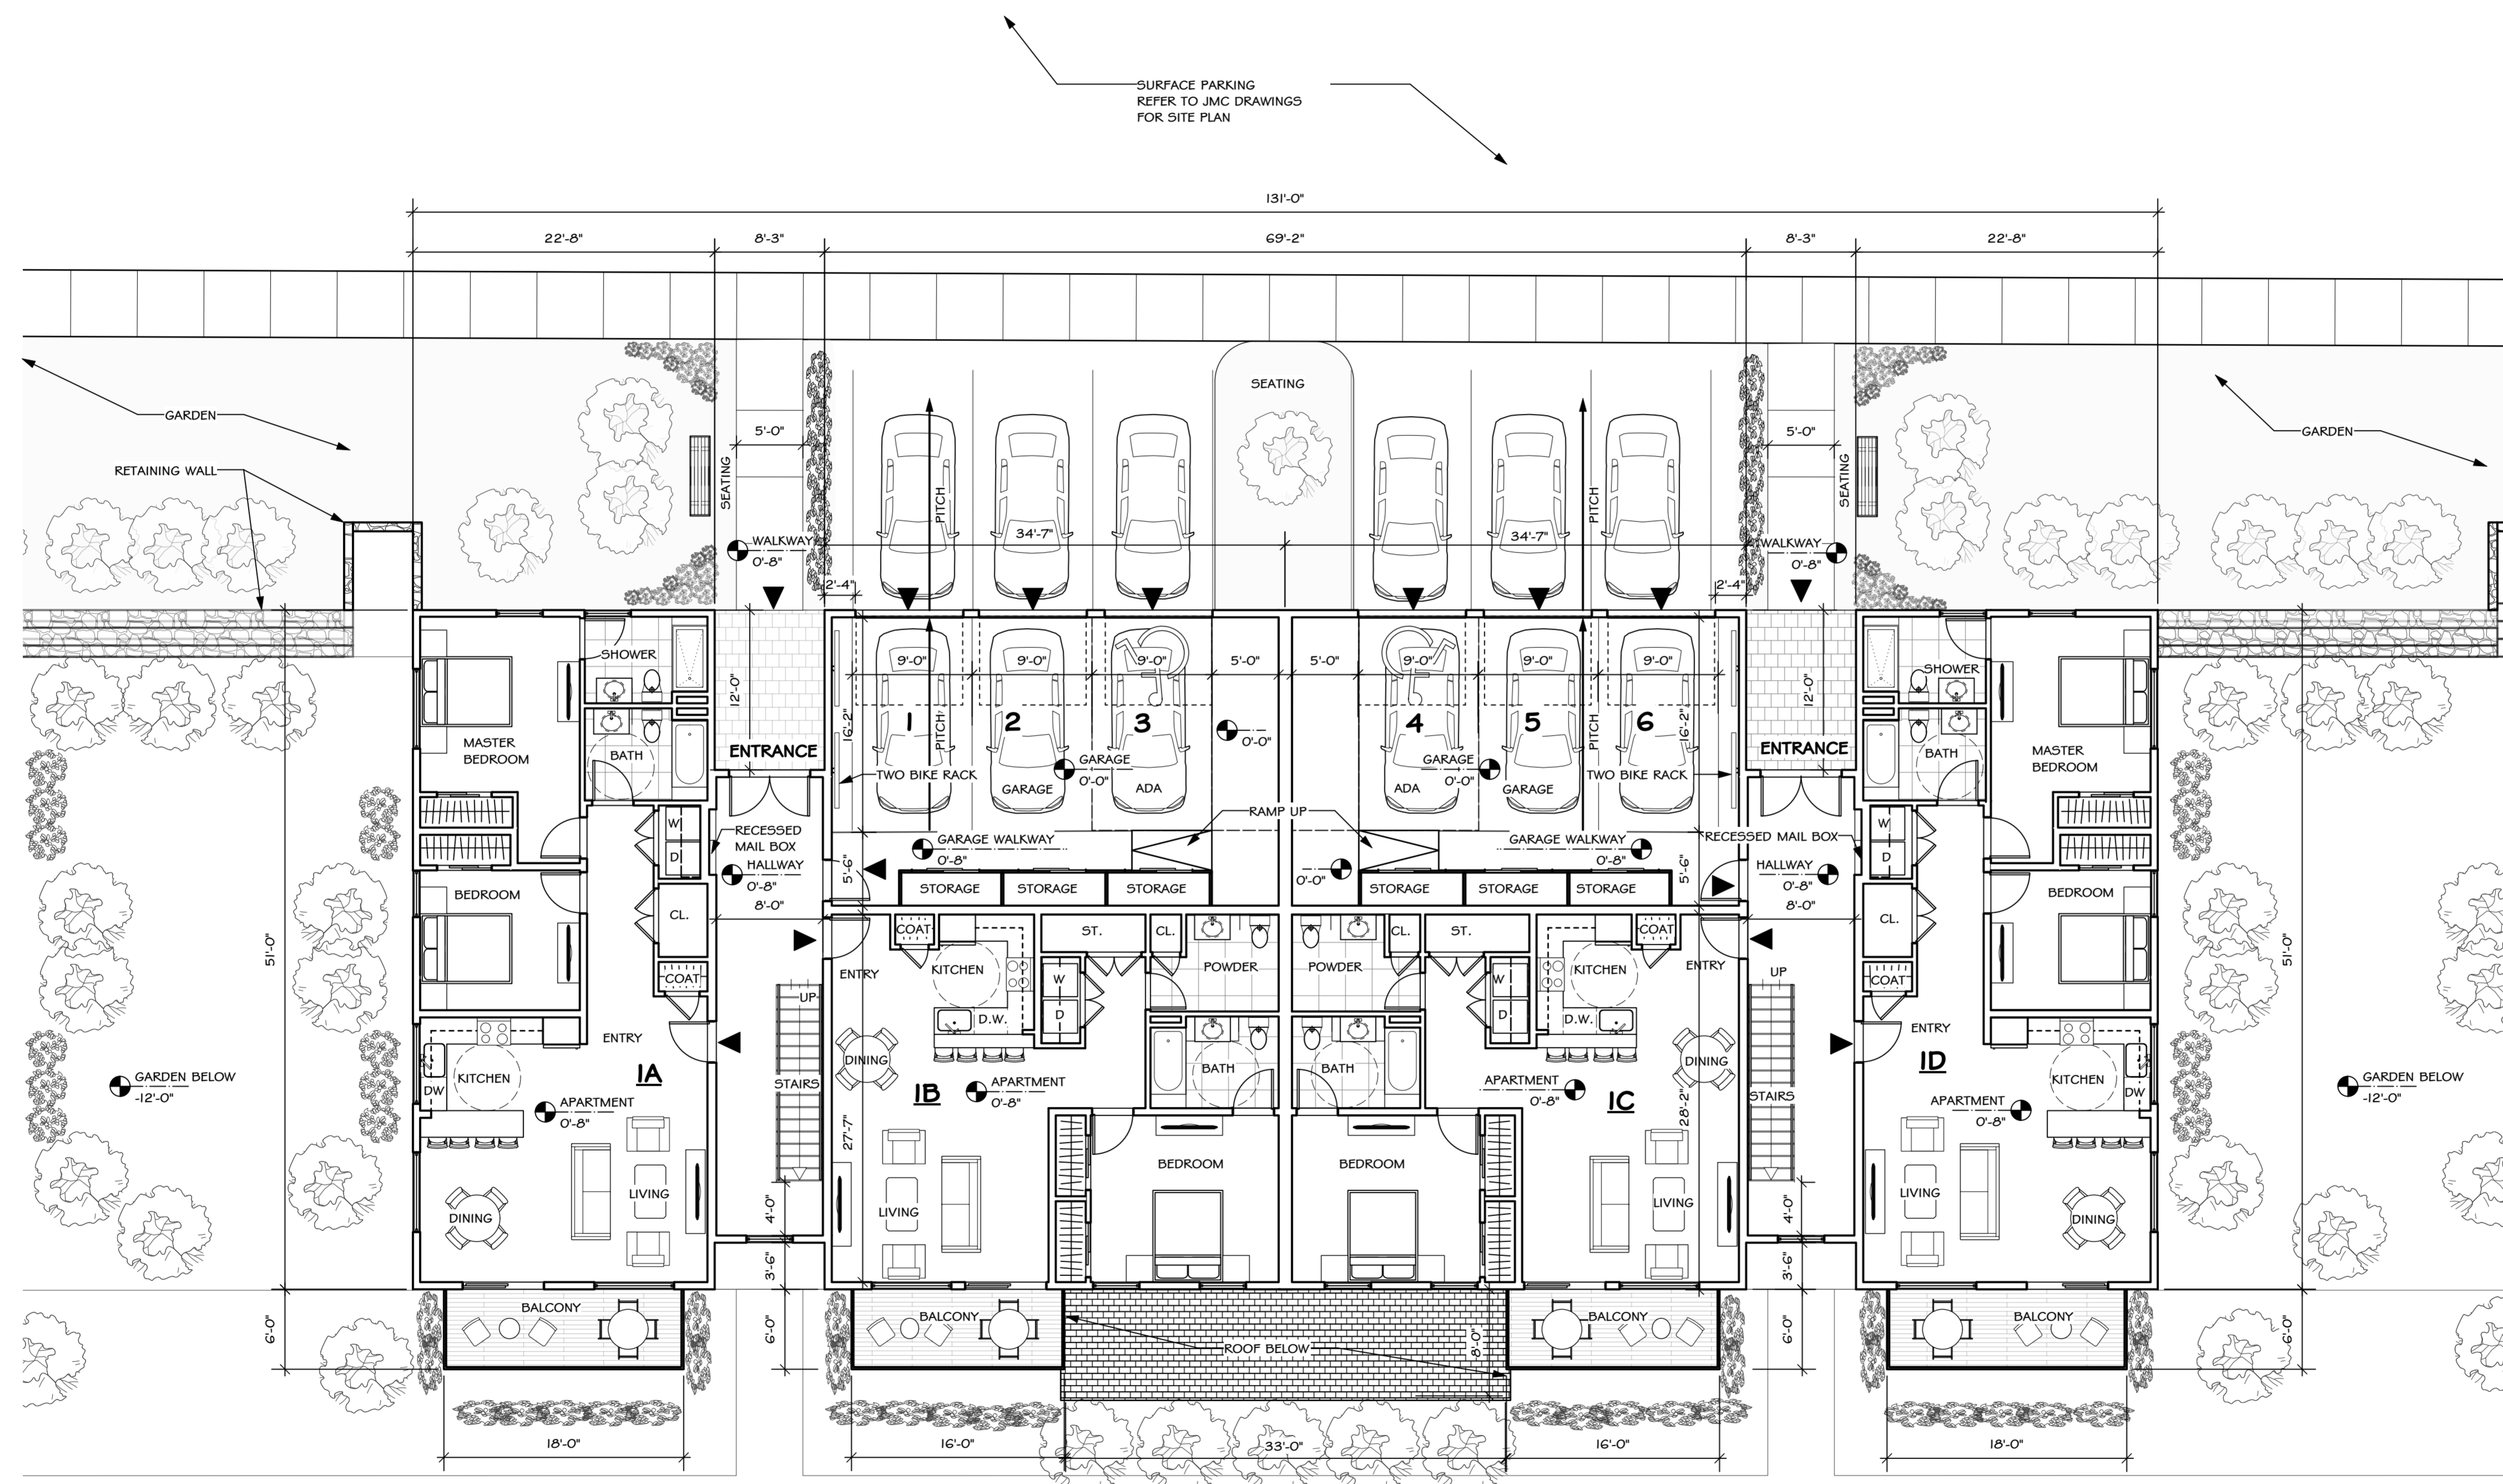 SURFACE PARKING
REFER TO JMC DRAWINGS
FOR SITE PLAN
131'-0"
22'-8"
8'-3"
69'-2"
8'-3"
22'-8"
SEATING
GARDEN
5'-0"
5'-0"
GARDEN
RETAINING WALL
SEATING
PITCH
PITCH
SEATING
34'-7"
34'-7"
WALKWAY
0'-8"
WALKWAY
0'-8"
2'-4"
2'-4"
SHOWER
9'-0"
9'-0"
9'-0"
5'-0"
5'-0"
9'-0"
9'-0"
9'-0"
SHOWER
12'-0"
12'-0"
16'-2"
1
PITCH
2
3
4
5
PITCH
6
16'-2"
0'-0"
MASTER
BEDROOM
BATH
ENTRANCE
ENTRANCE
BATH
MASTER
BEDROOM
TWO BIKE RACK
GARAGE
0'-0"
GARAGE
0'-0"
TWO BIKE RACK
GARAGE
ADA
ADA
GARAGE
RAMP UP
W
D
RECESSED
MAIL BOX
HALLWAY
0'-8"
8'-0"
GARAGE WALKWAY
0'-8"
GARAGE WALKWAY
0'-8"
RECESSED MAIL BOX
HALLWAY
0'-8"
8'-0"
W
D
5'-6"
0'-0"
5'-6"
STORAGE
STORAGE
STORAGE
STORAGE
STORAGE
STORAGE
BEDROOM
CL.
CL.
BEDROOM
51'-0"
COAT
ST.
CL.
CL.
ST.
COAT
51'-0"
COAT
ENTRY
KITCHEN
W
D
POWDER
POWDER
W
D
KITCHEN
ENTRY
UP
COAT
UP
D.W.
D.W.
ENTRY
ENTRY
DINING
DINING
KITCHEN
DW
1A
STAIRS
1B
APARTMENT
0'-8"
BATH
BATH
APARTMENT
0'-8"
1C
STAIRS
1D
KITCHEN
DW
GARDEN BELOW
-12'-0"
APARTMENT
0'-8"
APARTMENT
0'-8"
GARDEN BELOW
-12'-0"
27'-7"
28'-2"
BEDROOM
BEDROOM
LIVING
DINING
4'-0"
LIVING
LIVING
4'-0"
LIVING
DINING
3'-6"
3'-6"
BALCONY
BALCONY
BALCONY
BALCONY
6'-0"
6'-0"
ROOF BELOW
8'-0"
6'-0"
6'-0"
18'-0"
16'-0"
33'-0"
16'-0"
18'-0"